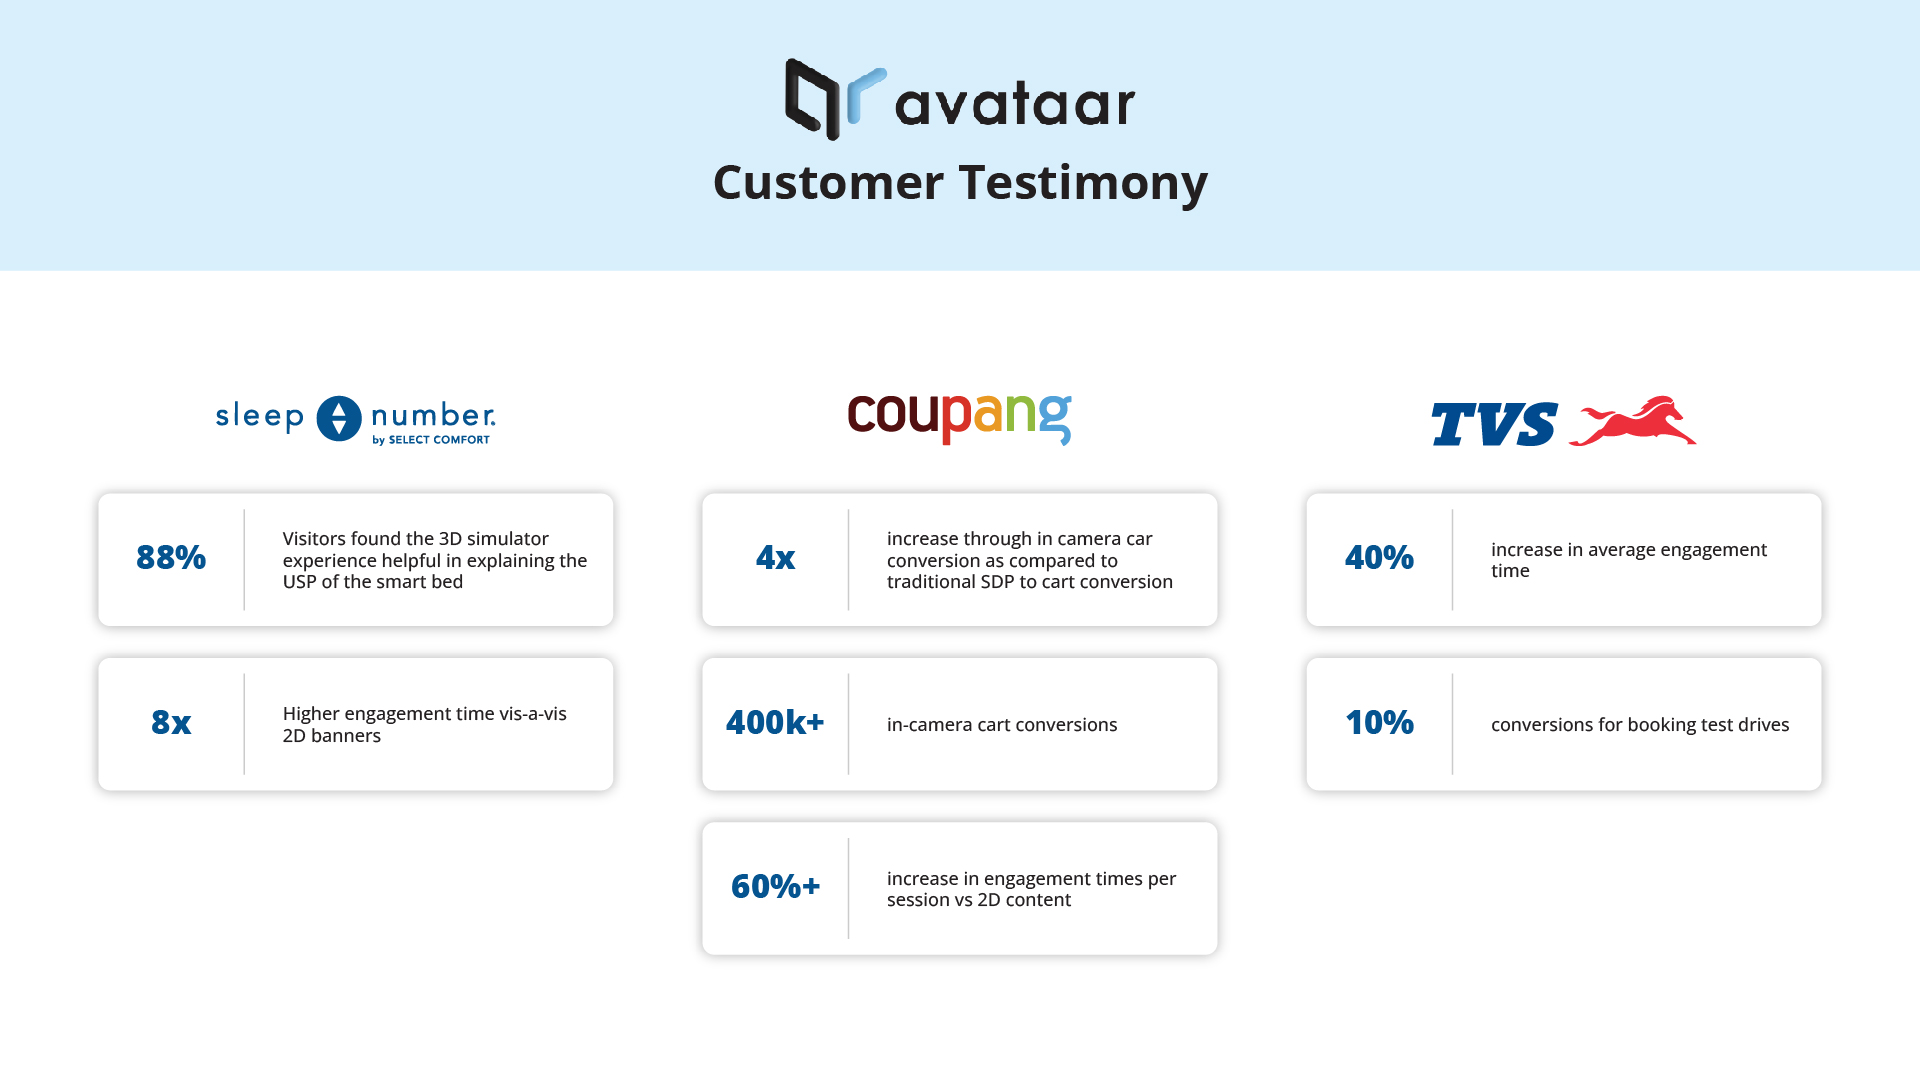 avataar
Customer Testimony
sleep number.
by SELECT COMFORT
88%
Visitors found the 3D simulator
experience helpful in explaining the
USP of the smart bed
8x
Higher engagement time vis-a-vis
2D banners
coupang
4x
increase through in camera car
conversion as compared to
traditional SDP to cart conversion
400k+
in-camera cart conversions
60%+
increase in engagement times per
session vs 2D content
TVS
40%
increase in average engagement
time
10%
conversions for booking test drives